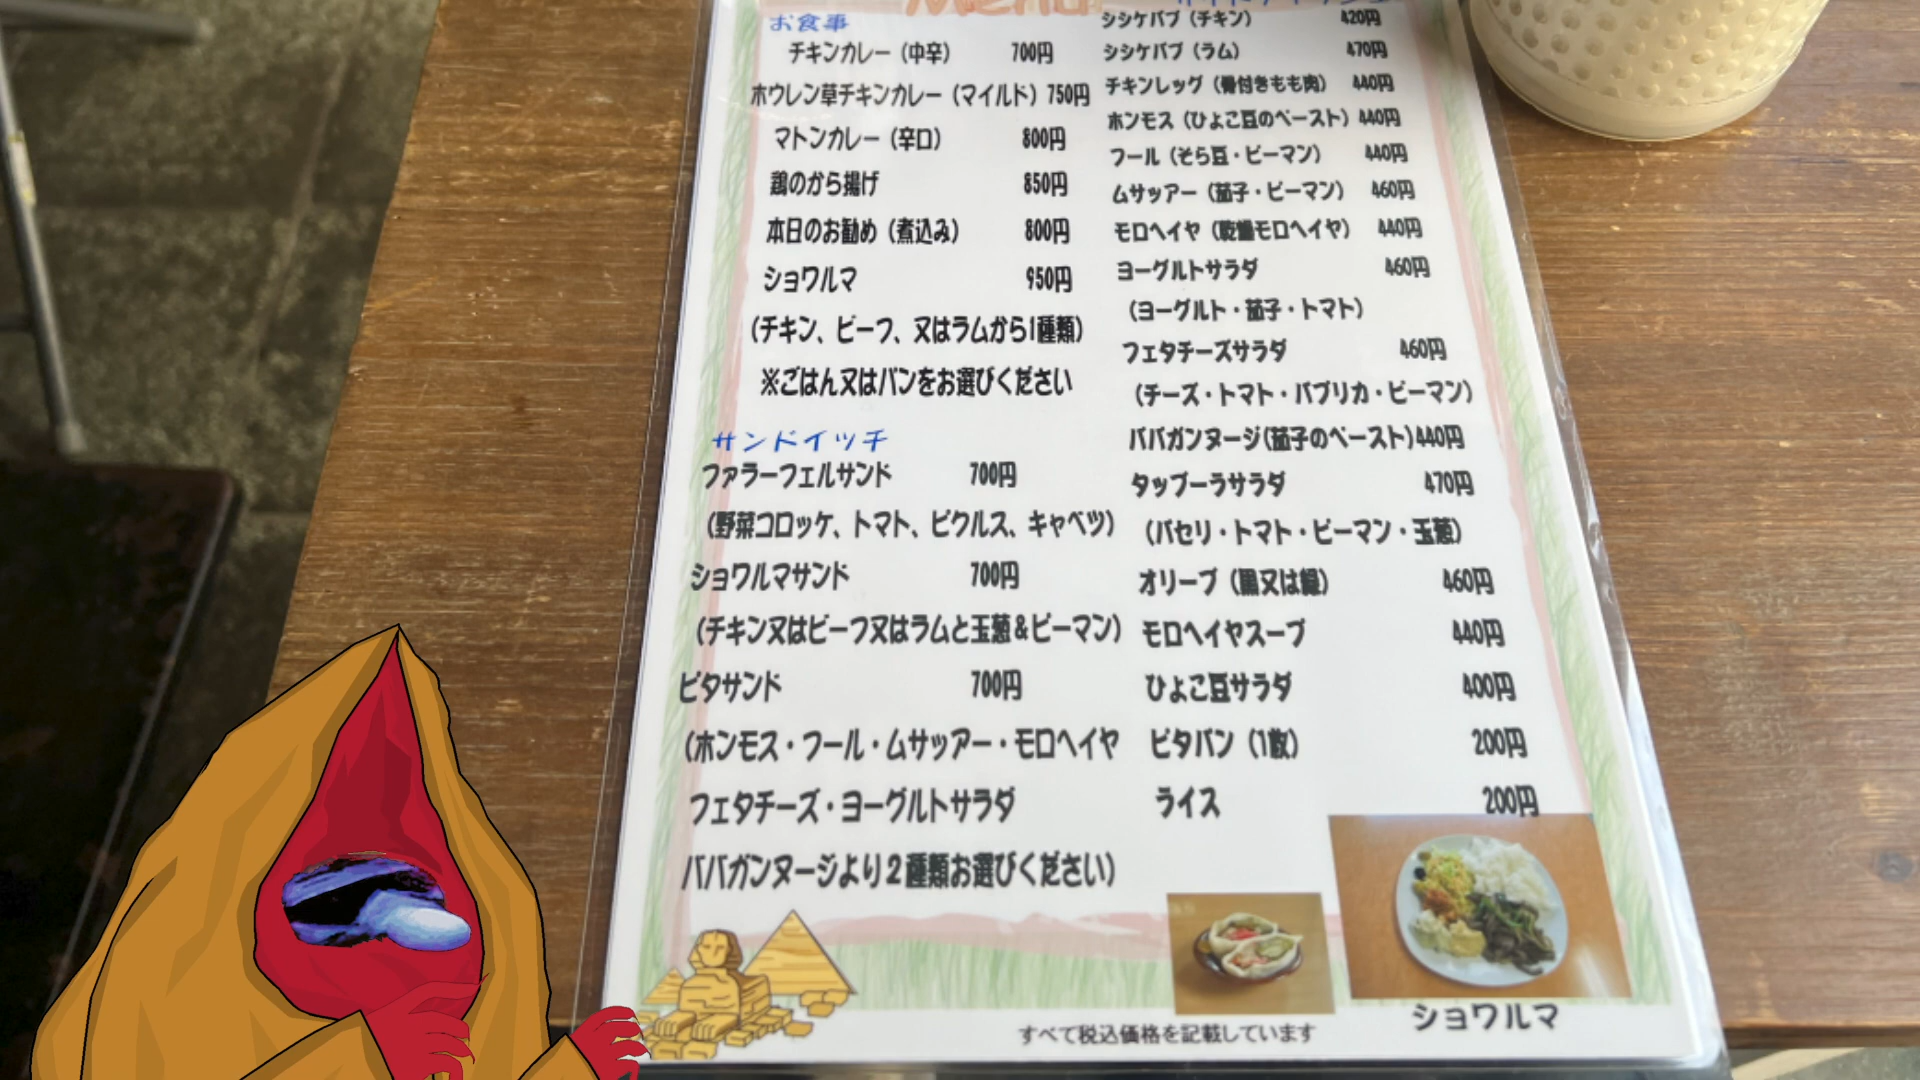 Menu
お食事
チキンカレー（中辛） 700円
ホウレン草チキンカレー（マイルド）750円
マトンカレー（辛口） 800円
鶏のから揚げ 850円
本日のお勧め（煮込み） 800円
ショワルマ 950円
（チキン、ビーフ、又はラムから1種類）
※ごはん又はパンをお選びください
サンドイッチ
ファラーフェルサンド 700円
（野菜コロッケ、トマト、ピクルス、キャベツ）
ショワルマサンド 700円
（チキン又はビーフ又はラムと玉葱＆ピーマン）
ピタサンド 700円
（ホンモス・フール・ムサッアー・モロヘイヤ
フェタチーズ・ヨーグルトサラダ
ババガンヌージより２種類お選びください）
シシケバブ（チキン） 420円
シシケバブ（ラム） 470円
チキンレッグ（骨付きもも肉） 440円
ホンモス（ひよこ豆のペースト）440円
フール（そら豆・ピーマン） 440円
ムサッアー（茄子・ピーマン） 460円
モロヘイヤ（乾燥モロヘイヤ） 440円
ヨーグルトサラダ 460円
（ヨーグルト・茄子・トマト）
フェタチーズサラダ 460円
（チーズ・トマト・パプリカ・ピーマン）
ババガンヌージ(茄子のペースト)440円
タップーラサラダ 470円
（パセリ・トマト・ピーマン・玉葱）
オリーブ（黒又は緑） 460円
モロヘイヤスープ 440円
ひよこ豆サラダ 400円
ピタパン（1枚） 200円
ライス 200円
ショワルマ
すべて税込価格を記載しています